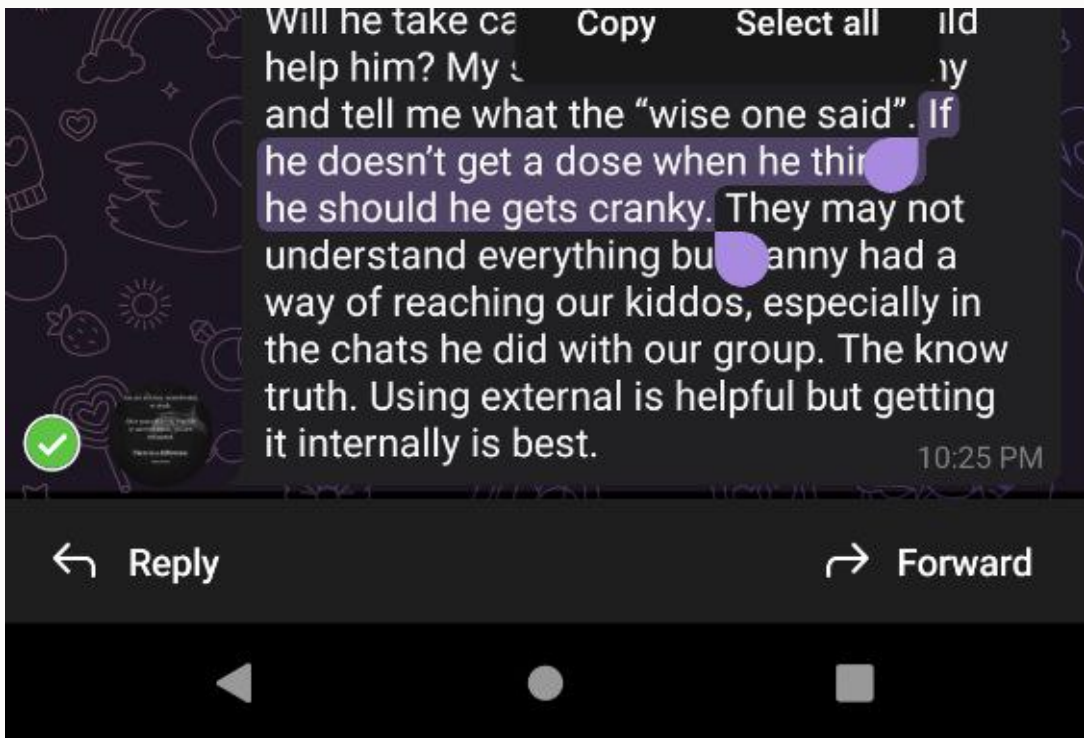 Will he take ca
Copy
Select all
ild
help him? My
ny
and tell me what the “wise one said”. If
he doesn’t get a dose when he thin
he should he gets cranky. They may not
understand everything bu anny had a
way of reaching our kiddos, especially in
the chats he did with our group. The know
truth. Using external is helpful but getting
it internally is best.
10:25 PM
Reply
Forward